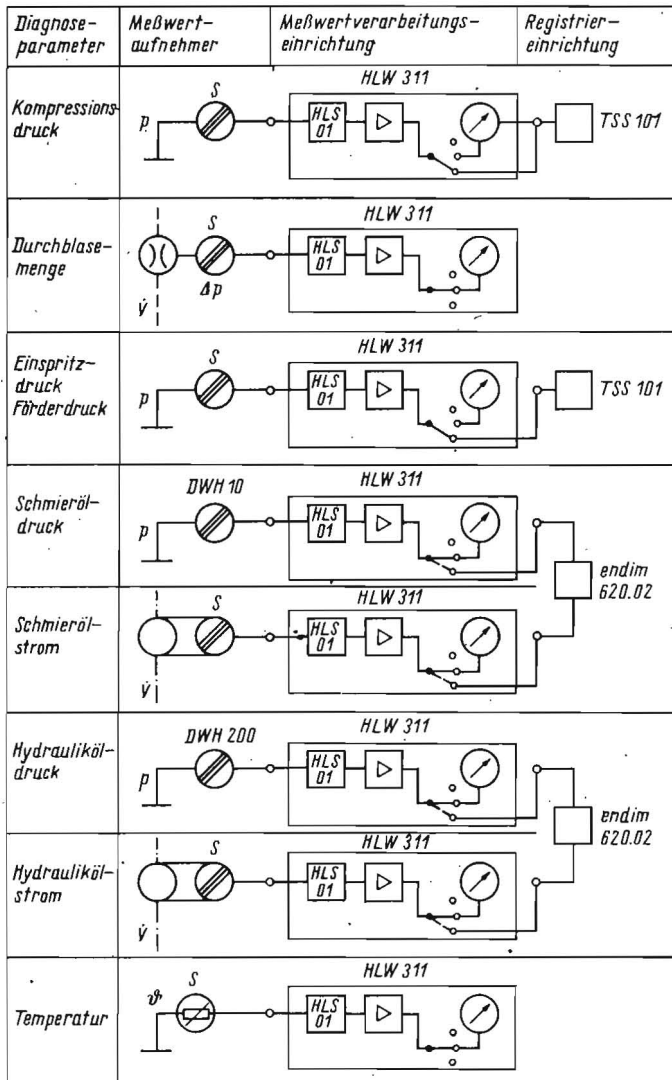 Diagnose- Meßwert- Meßwertverarbeitungs- Registrier-
parameter aufnehmer einrichtung einrichtung
HLW 311
Kompressions
druck
p
S
HLS
01
TSS 101
HLW 311
Durchblase-
menge
S
V̇
Δp
HLS
01
HLW 311
Einspritz-
druck
Förderdruck
p
S
HLS
01
TSS 101
HLW 311
Schmieröl-
druck
p
DWH 10
HLS
01
endim
620.02
HLW 311
Schmieröl-
strom
S
V̇
HLS
01
HLW 311
Hydrauliköl-
druck
p
DWH 200
HLS
01
endim
620.02
HLW 311
Hydrauliköl-
strom
S
V̇
HLS
01
HLW 311
Temperatur
ϑ
S
HLS
01